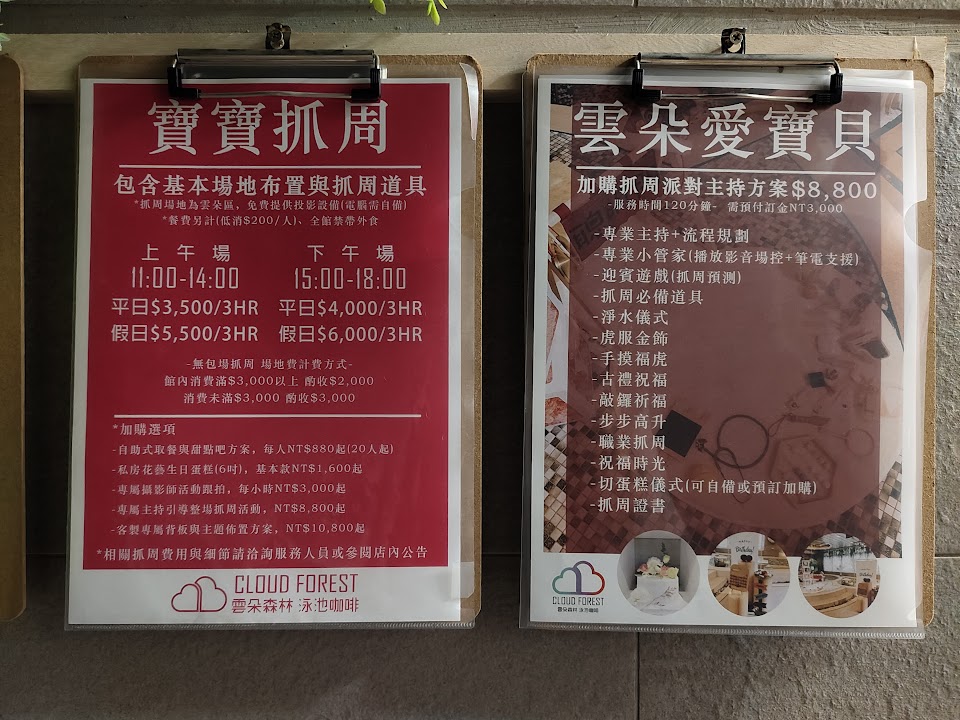 寶寶抓周
包含基本場地布置與抓周道具
*抓周場地為雲朵區，免費提供投影設備(電腦需自備)
*餐費另計(低消$200/人)、全館禁帶外食
上午場 下午場
11:00-14:00 15:00-18:00
平日$3,500/3HR 平日$4,000/3HR
假日$5,500/3HR 假日$6,000/3HR
-無包場抓周 場地費計費方式-
館內消費滿$3,000以上 酌收$2,000
消費未滿$3,000 酌收$3,000
*加購選項
-自助式取餐與甜點吧方案，每人NT$880起(20人起)
-私房花藝生日蛋糕(6吋)，基本款NT$1,600起
-專屬攝影師活動跟拍，每小時NT$3,000起
-專屬主持引導整場抓周活動，NT$8,800起
-客製專屬背板與主題佈置方案，NT$10,800起
*相關抓周費用與細節請洽詢服務人員或參閱店內公告
CLOUD FOREST
雲朵森林 泳池咖啡
雲朵愛寶貝
加購抓周派對主持方案$8,800
-服務時間120分鐘- 需預付訂金NT3,000
-專業主持+流程規劃
-專業小管家(播放影音場控+筆電支援)
-迎賓遊戲(抓周預測)
-抓周必備道具
-淨水儀式
-虎服金飾
-手摸福虎
-古禮祝福
-敲鑼祈福
-步步高升
-職業抓周
-祝福時光
-切蛋糕儀式(可自備或預訂加購)
-抓周證書
CLOUD FOREST
雲朵森林 泳池咖啡